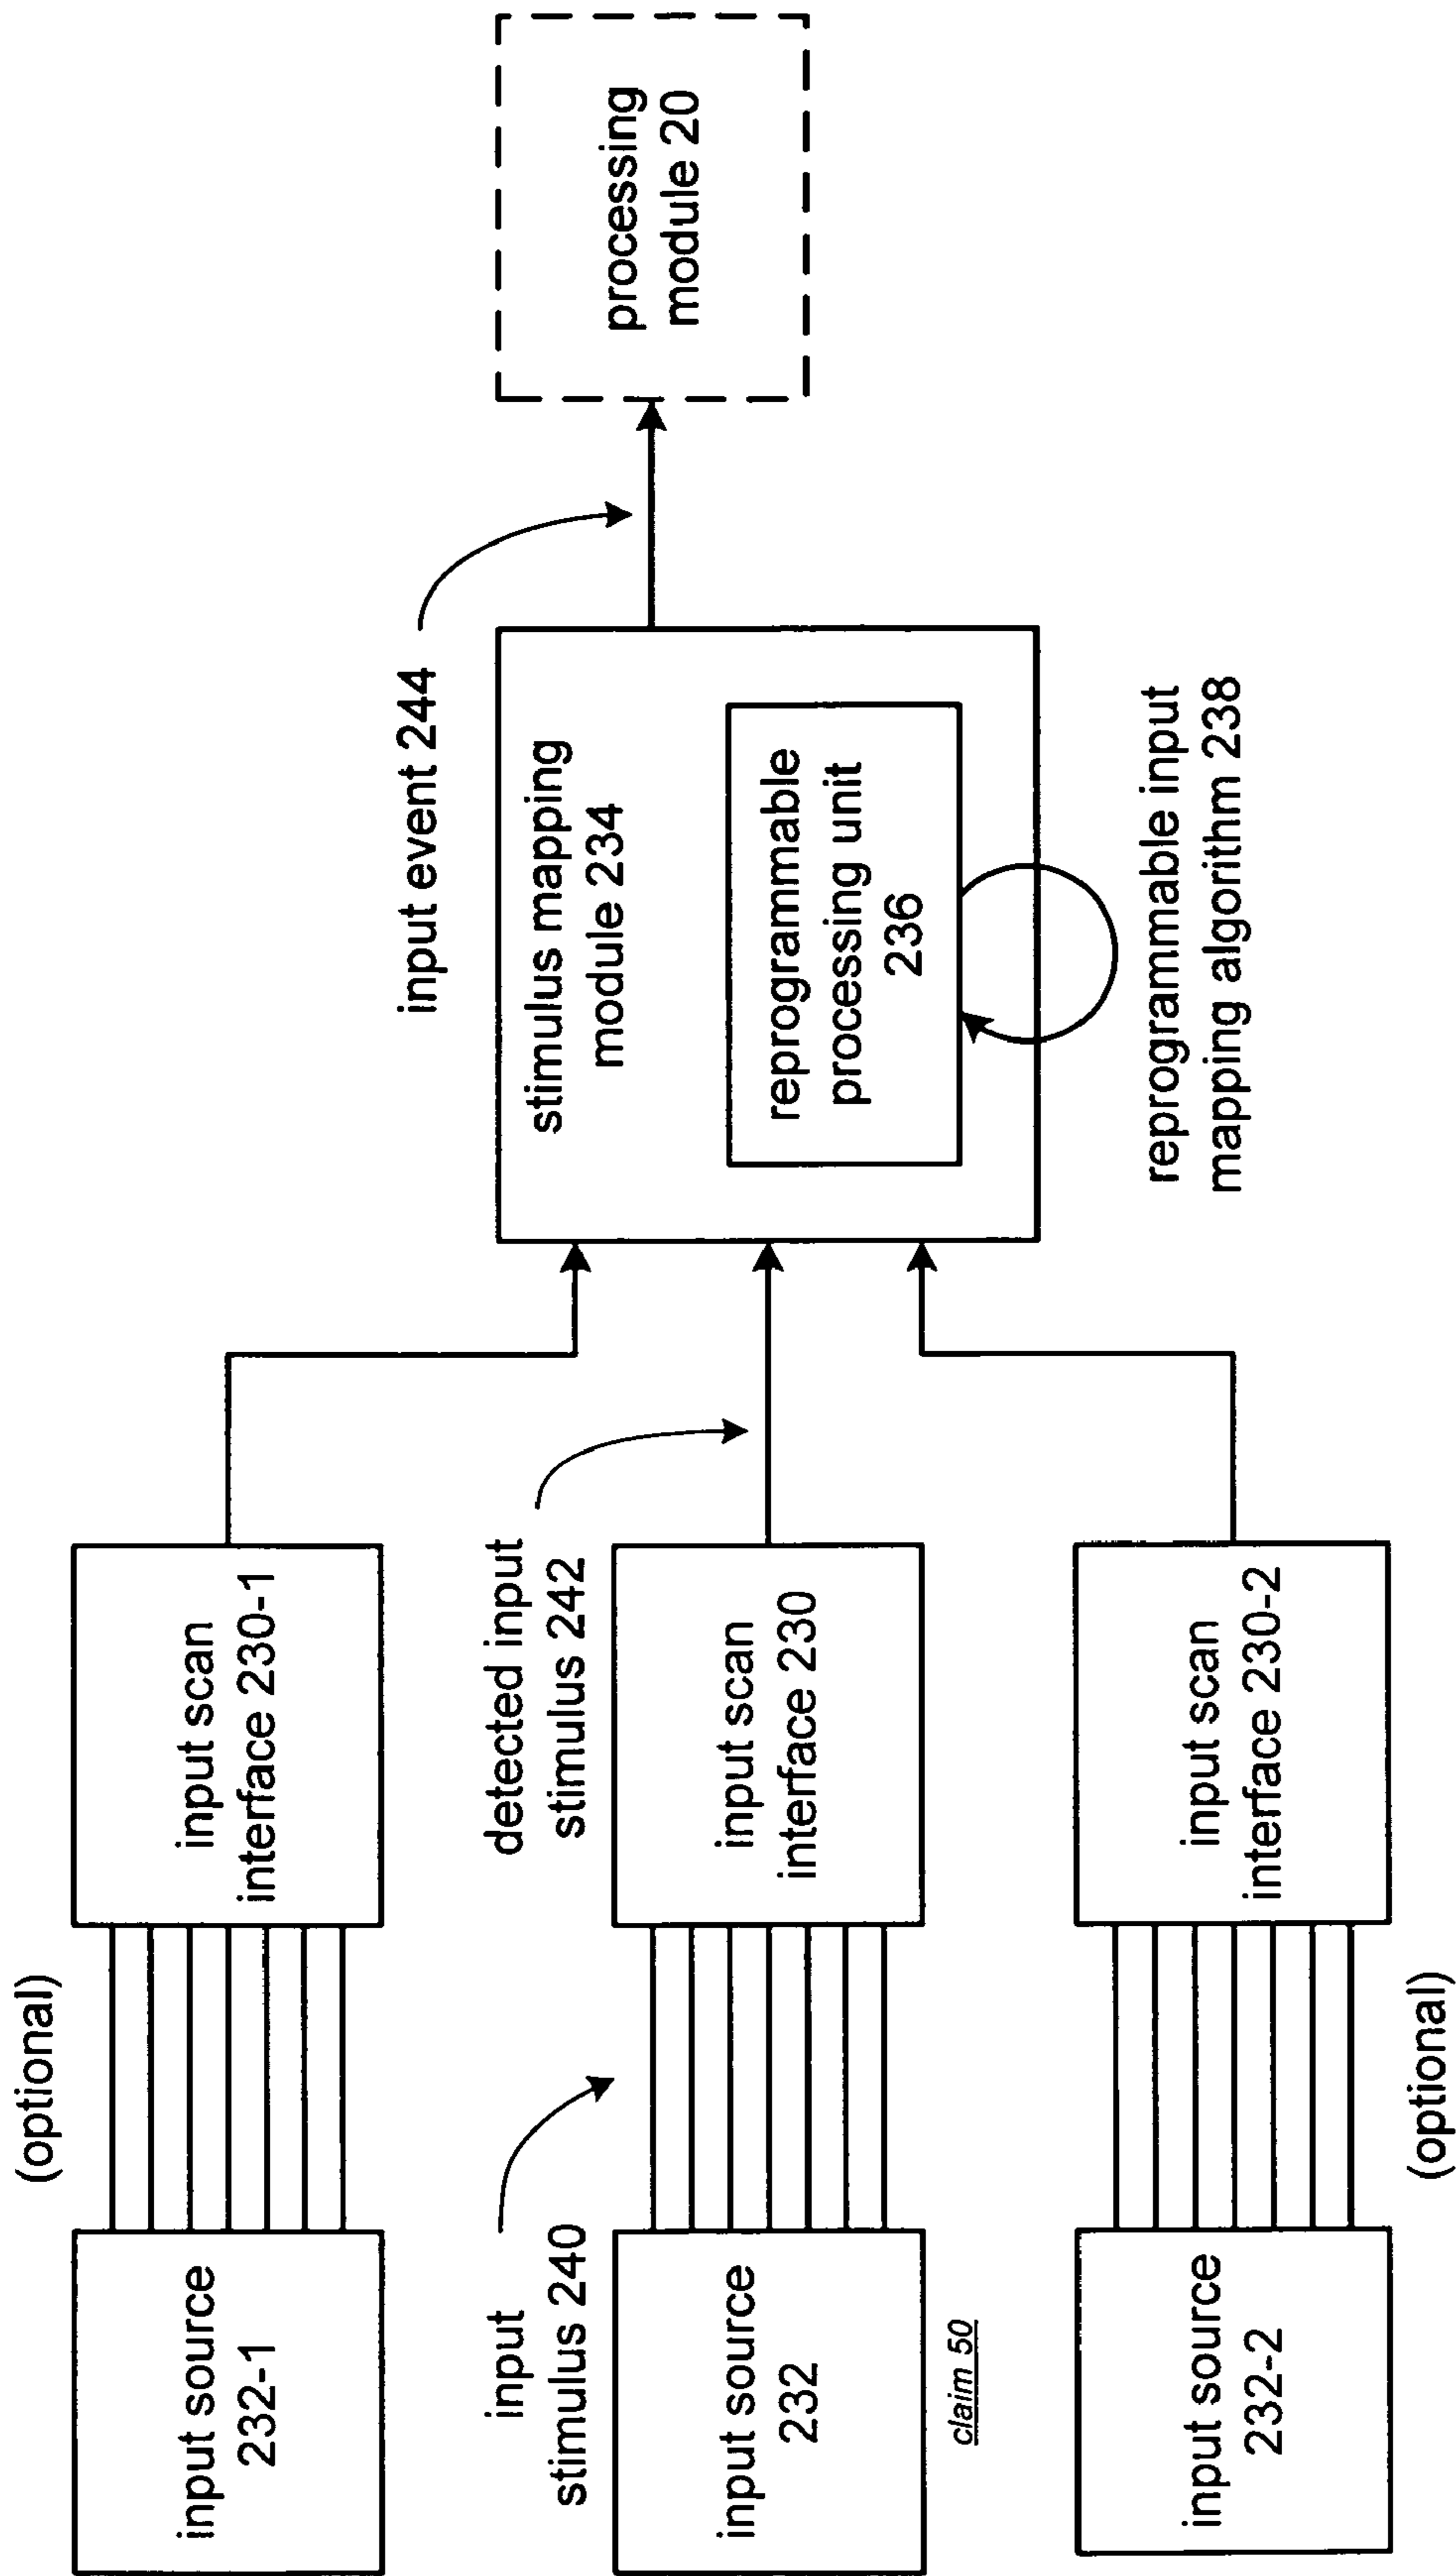 (optional)
input source
232-1
input scan
interface 230-1
input
stimulus 240
detected input
stimulus 242
input event 244
input source
232
input scan
interface 230
stimulus mapping
module 234
reprogrammable
processing unit
236
processing
module 20
claim 50
reprogrammable input
mapping algorithm 238
input source
232-2
input scan
interface 230-2
(optional)